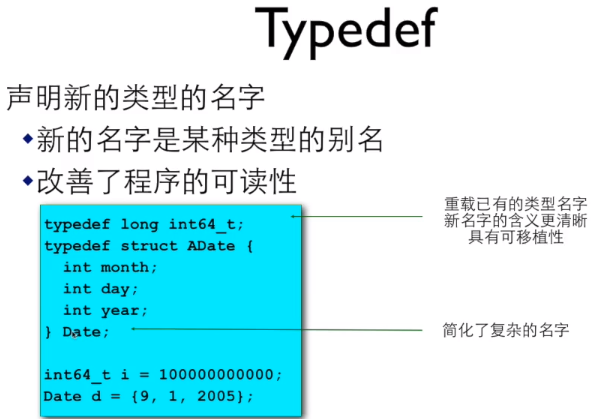 Typedef
声明新的类型的名字
新的名字是某种类型的别名
改善了程序的可读性
typedef long int64_t;
typedef struct ADate {
int month;
int day;
int year;
} Date;
int64_t i = 100000000000;
Date d = {9, 1, 2005};
重载已有的类型名字
新名字的含义更清晰
具有可移植性
简化了复杂的名字